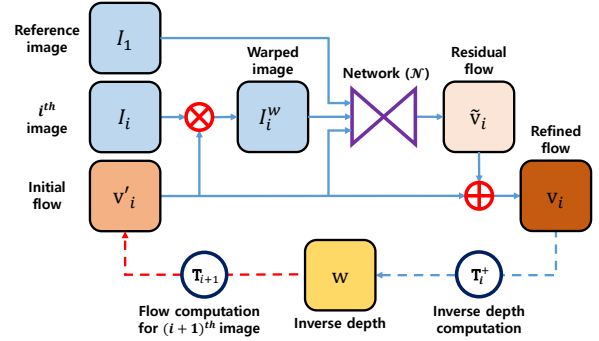 Reference
image
I₁
Warped
image
Network (𝒩)
Residual
flow
iᵗʰ
image
Iᵢ
Iᵢʷ
ṽᵢ
Refined
flow
Initial
flow
v′ᵢ
vᵢ
Tᵢ₊₁
w
Tᵢ⁺
Flow computation
for (i + 1)ᵗʰ image
Inverse depth
Inverse depth
computation